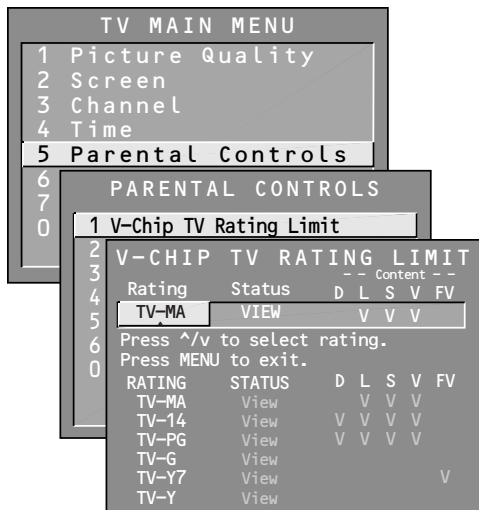 TV MAIN MENU
1 Picture Quality
2 Screen
3 Channel
4 Time
5 Parental Controls
6
7
0
PARENTAL CONTROLS
1 V-Chip TV Rating Limit
2
3
4
5
6
0
V-CHIP TV RATING LIMIT
-- Content --
Rating Status D L S V FV
TV-MA VIEW V V V
Press ^/v to select rating.
Press MENU to exit.
RATING STATUS D L S V FV
TV-MA View V V V
TV-14 View V V V V
TV-PG View V V V V
TV-G View
TV-Y7 View V
TV-Y View